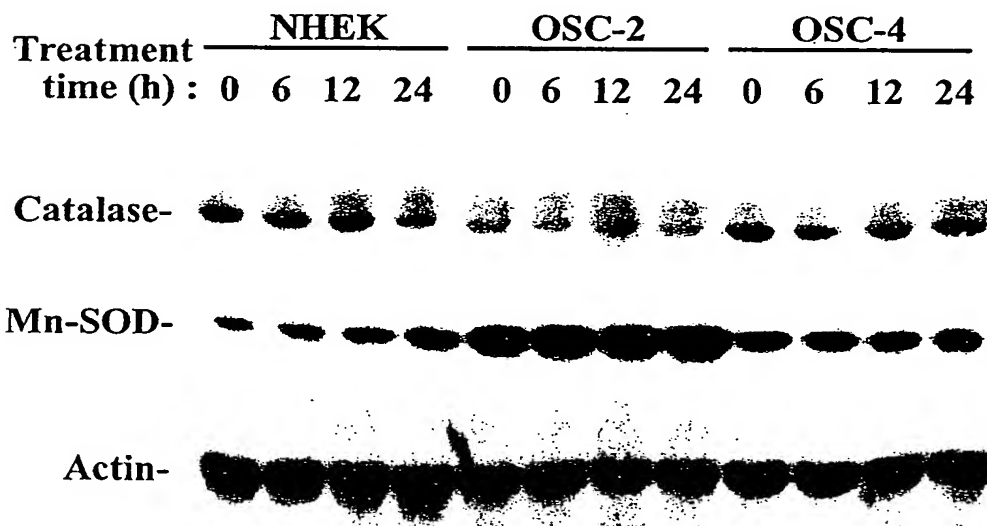 NHEK OSC-2 OSC-4
Treatment
time (h) : 0 6 12 24 0 6 12 24 0 6 12 24
Catalase-
Mn-SOD-
Actin-